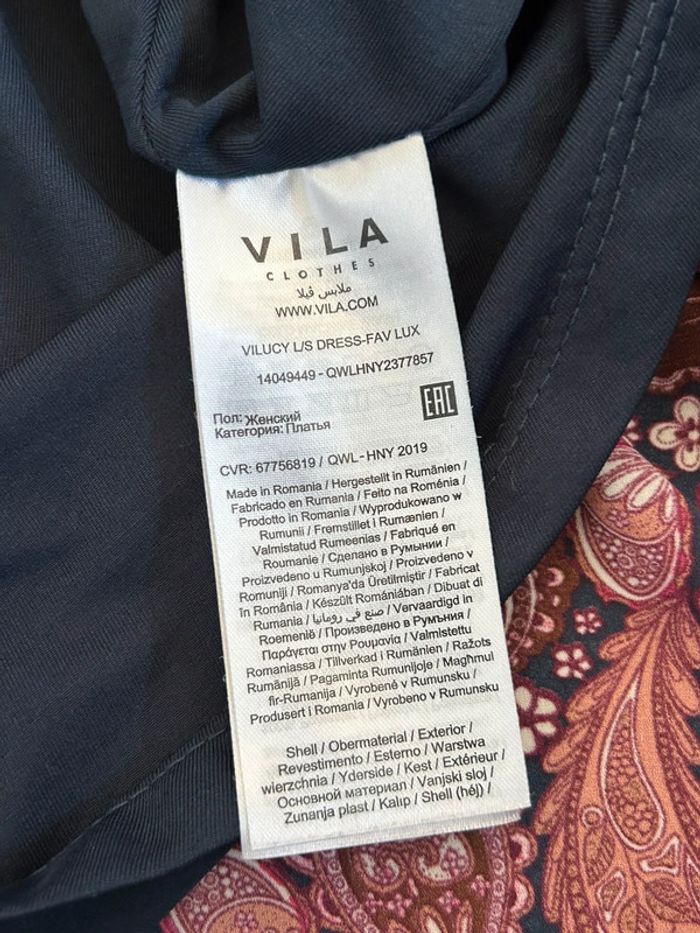 VILA
CLOTHES
ملابس ڤيلا
WWW.VILA.COM
VILUCY L/S DRESS-FAV LUX
14049449-QWLHNY2377857
EAC
Пол: Женский
Категория: Платья
CVR: 67756819 / QWL-HNY 2019
Made in Romania / Hergestellt in Rumänien /
Fabricado en Rumania / Feito na Roménia /
Prodotto in Romania / Wyprodukowano w
Rumunii / Fremstillet i Rumænien /
Valmistatud Rumeenias / Fabriqué en
Roumanie / Сделано в Румынии /
Proizvedeno u Rumunjskoj / Proizvedeno v
Romuniji / Romanya'da Üretilmiştir / Fabricat
în România / Készült Romániában / Dibuat di
Rumania / صنع في رومانيا / Vervaardigd in
Roemenië / Произведено в Румъния /
Παράγεται στην Ρουμανία / Valmistettu
Romaniassa / Tillverkad i Rumänien / Ražots
Rumānijā / Pagaminta Rumunijoje / Magħmul
fir-Rumanija / Vyrobené v Rumunsku /
Produsert i Romania / Vyrobeno v Rumunsku
Shell / Obermaterial / Exterior /
Revestimento / Esterno / Warstwa
wierzchnia / Yderside / Kest / Extérieur /
Основной материал / Vanjski sloj /
Zunanja plast / Kalıp / Shell (héj) /